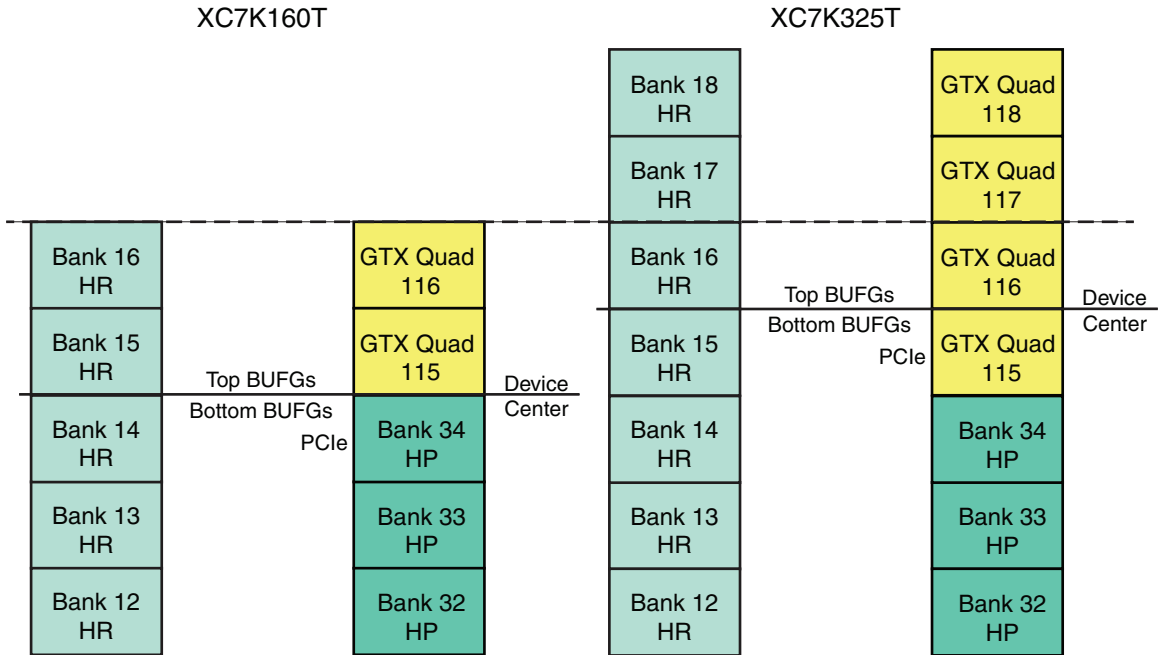 XC7K160T
Bank 16
HR
Bank 15
HR
Bank 14
HR
Bank 13
HR
Bank 12
HR
Top BUFGs
Bottom BUFGs
PCIe
GTX Quad
116
GTX Quad
115
Bank 34
HP
Bank 33
HP
Bank 32
HP
Device
Center
XC7K325T
Bank 18
HR
Bank 17
HR
Bank 16
HR
Bank 15
HR
Bank 14
HR
Bank 13
HR
Bank 12
HR
Top BUFGs
Bottom BUFGs
PCIe
GTX Quad
118
GTX Quad
117
GTX Quad
116
GTX Quad
115
Bank 34
HP
Bank 33
HP
Bank 32
HP
Device
Center